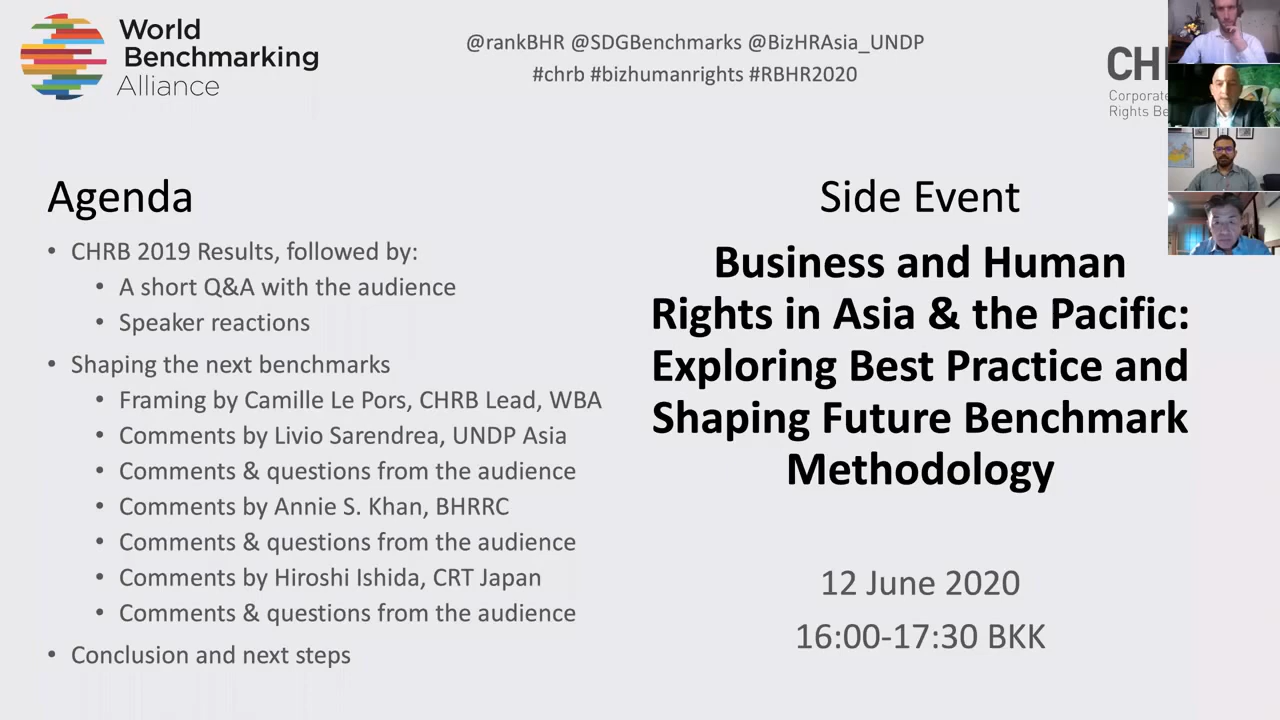 World
Benchmarking
Alliance
@rankBHR @SDGBenchmarks @BizHRAsia_UNDP
#chrb #bizhumanrights #RBHR2020
Corporate
Rights
Agenda
• CHRB 2019 Results, followed by:
• A short Q&A with the audience
• Speaker reactions
• Shaping the next benchmarks
• Framing by Camille Le Pors, CHRB Lead, WBA
• Comments by Livio Sarendrea, UNDP Asia
• Comments & questions from the audience
• Comments by Annie S. Khan, BHRRC
• Comments & questions from the audience
• Comments by Hiroshi Ishida, CRT Japan
• Comments & questions from the audience
• Conclusion and next steps
Side Event
Business and Human
Rights in Asia & the Pacific:
Exploring Best Practice and
Shaping Future Benchmark
Methodology
12 June 2020
16:00-17:30 BKK